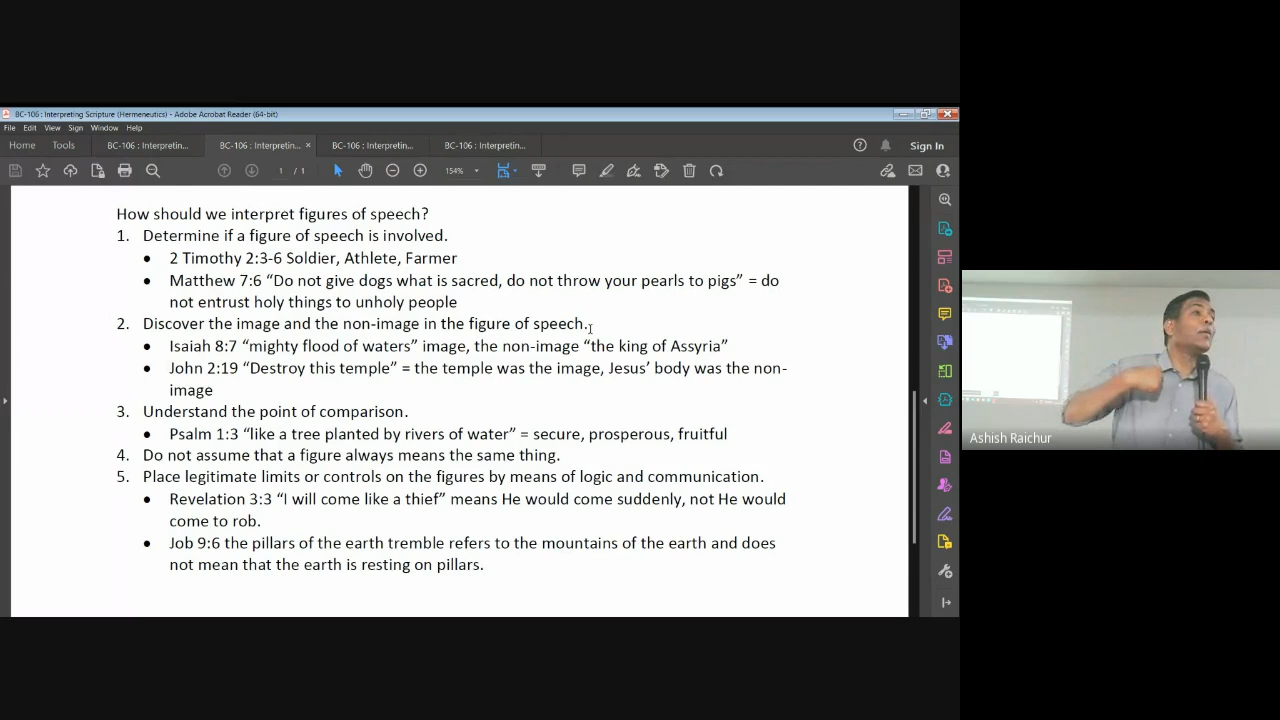 BC-106 : Interpreting Scripture (Hermeneutics) - Adobe Acrobat Reader (64-bit)
File Edit View Sign Window Help
Home Tools BC-106 : Interpretin... BC-106 : Interpretin... × BC-106 : Interpretin... BC-106 : Interpretin... Sign In
1 / 1 154%
How should we interpret figures of speech?
1. Determine if a figure of speech is involved.
• 2 Timothy 2:3-6 Soldier, Athlete, Farmer
• Matthew 7:6 “Do not give dogs what is sacred, do not throw your pearls to pigs” = do
not entrust holy things to unholy people
2. Discover the image and the non-image in the figure of speech.
• Isaiah 8:7 “mighty flood of waters” image, the non-image “the king of Assyria”
• John 2:19 “Destroy this temple” = the temple was the image, Jesus’ body was the non-
image
3. Understand the point of comparison.
• Psalm 1:3 “like a tree planted by rivers of water” = secure, prosperous, fruitful
4. Do not assume that a figure always means the same thing.
5. Place legitimate limits or controls on the figures by means of logic and communication.
• Revelation 3:3 “I will come like a thief” means He would come suddenly, not He would
come to rob.
• Job 9:6 the pillars of the earth tremble refers to the mountains of the earth and does
not mean that the earth is resting on pillars.
Ashish Raichur